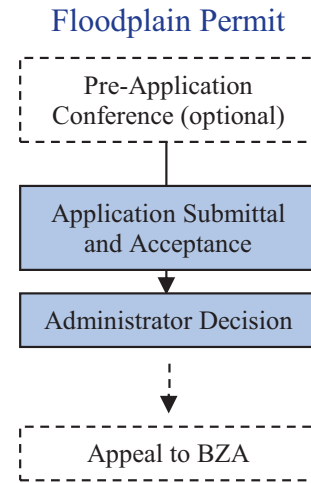 Floodplain Permit
Pre-Application
Conference (optional)
Application Submittal
and Acceptance
Administrator Decision
Appeal to BZA